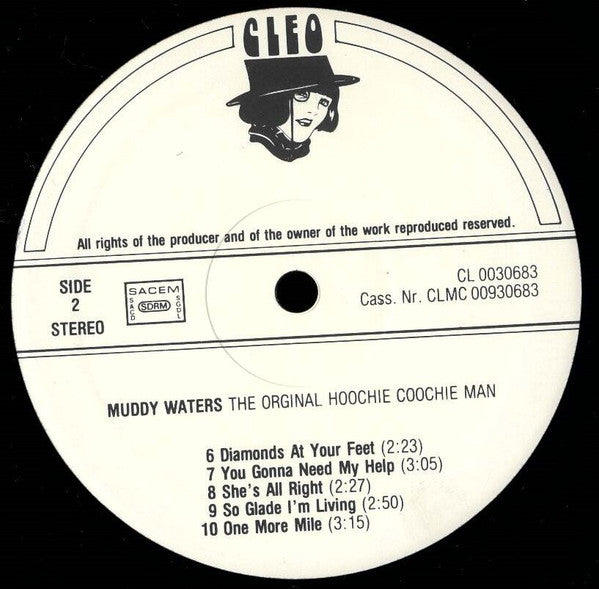 CLEO
All rights of the producer and of the owner of the work reproduced reserved.
SIDE
2
STEREO
SACEM
SACD
SDRM
SGDL
CL 0030683
Cass. Nr. CLMC 00930683
MUDDY WATERS THE ORGINAL HOOCHIE COOCHIE MAN
6 Diamonds At Your Feet (2:23)
7 You Gonna Need My Help (3:05)
8 She's All Right (2:27)
9 So Glade I'm Living (2:50)
10 One More Mile (3:15)